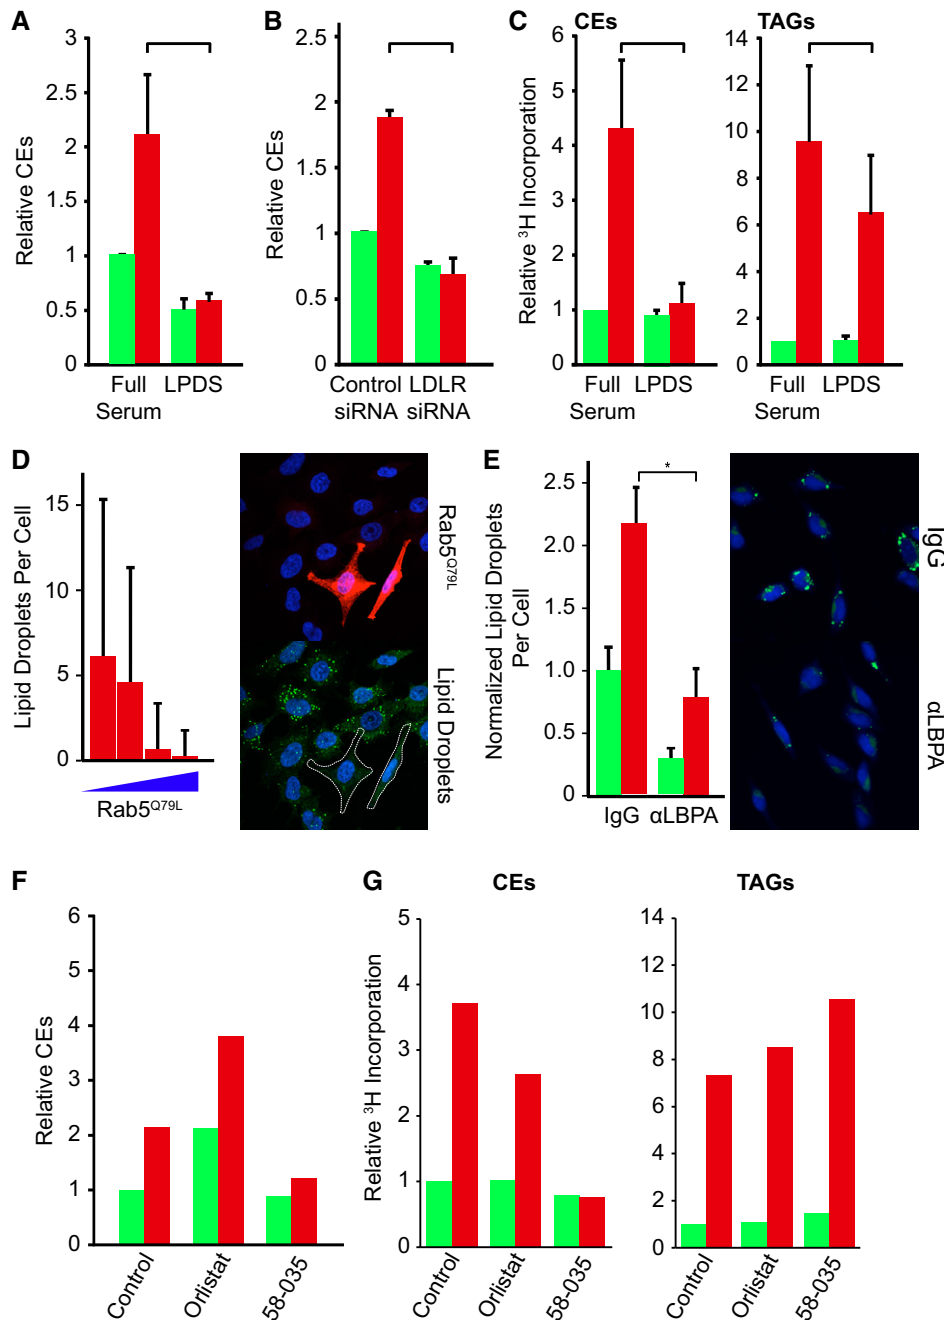 A
3
2.5
2
1.5
1
0.5
0
Relative CEs
Full
Serum
LPDS
B
2.5
2
1.5
1
0.5
0
Relative CEs
Control
siRNA
LDLR
siRNA
C
CEs
6
5
4
3
2
1
0
Relative ³H Incorporation
Full
Serum
LPDS
TAGs
14
12
10
8
6
4
2
0
Full
Serum
LPDS
D
15
10
5
0
Lipid Droplets Per Cell
Rab5Q79L
Rab5Q79L
Lipid Droplets
E
2.5
2.0
1.5
1.0
0.5
0
Normalized Lipid Droplets
Per Cell
*
IgG
αLBPA
IgG
αLBPA
F
6
5
4
3
2
1
0
Relative CEs
Control
Orlistat
58-035
G
CEs
5
4
3
2
1
0
Relative ³H Incorporation
Control
Orlistat
58-035
TAGs
14
12
10
8
6
4
2
0
Control
Orlistat
58-035